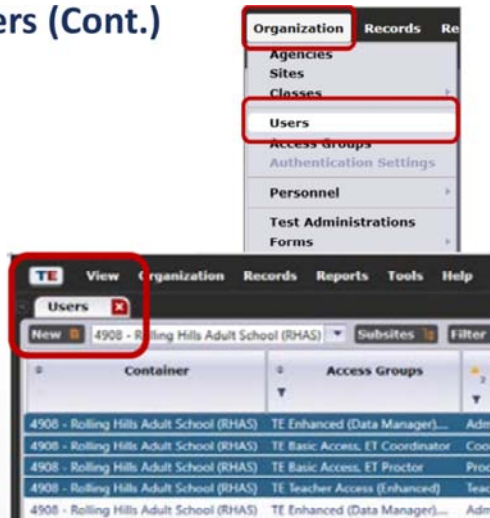 ers (Cont.)
Organization Records Re
Agencies
Sites
Classes
Users
Access Groups
Authentication Settings
Personnel
Test Administrations
Forms
TE View Organization Records Reports Tools Help
Users
New 4908 - Rolling Hills Adult School (RHAS) Subsites Filter
Container Access Groups 2
4908 - Rolling Hills Adult School (RHAS) TE Enhanced (Data Manager),... Adm
4908 - Rolling Hills Adult School (RHAS) TE Basic Access, ET Coordinator Coo
4908 - Rolling Hills Adult School (RHAS) TE Basic Access, ET Proctor Proc
4908 - Rolling Hills Adult School (RHAS) TE Teacher Access (Enhanced) Teac
4908 - Rolling Hills Adult School (RHAS) TE Enhanced (Data Manager),... Adm